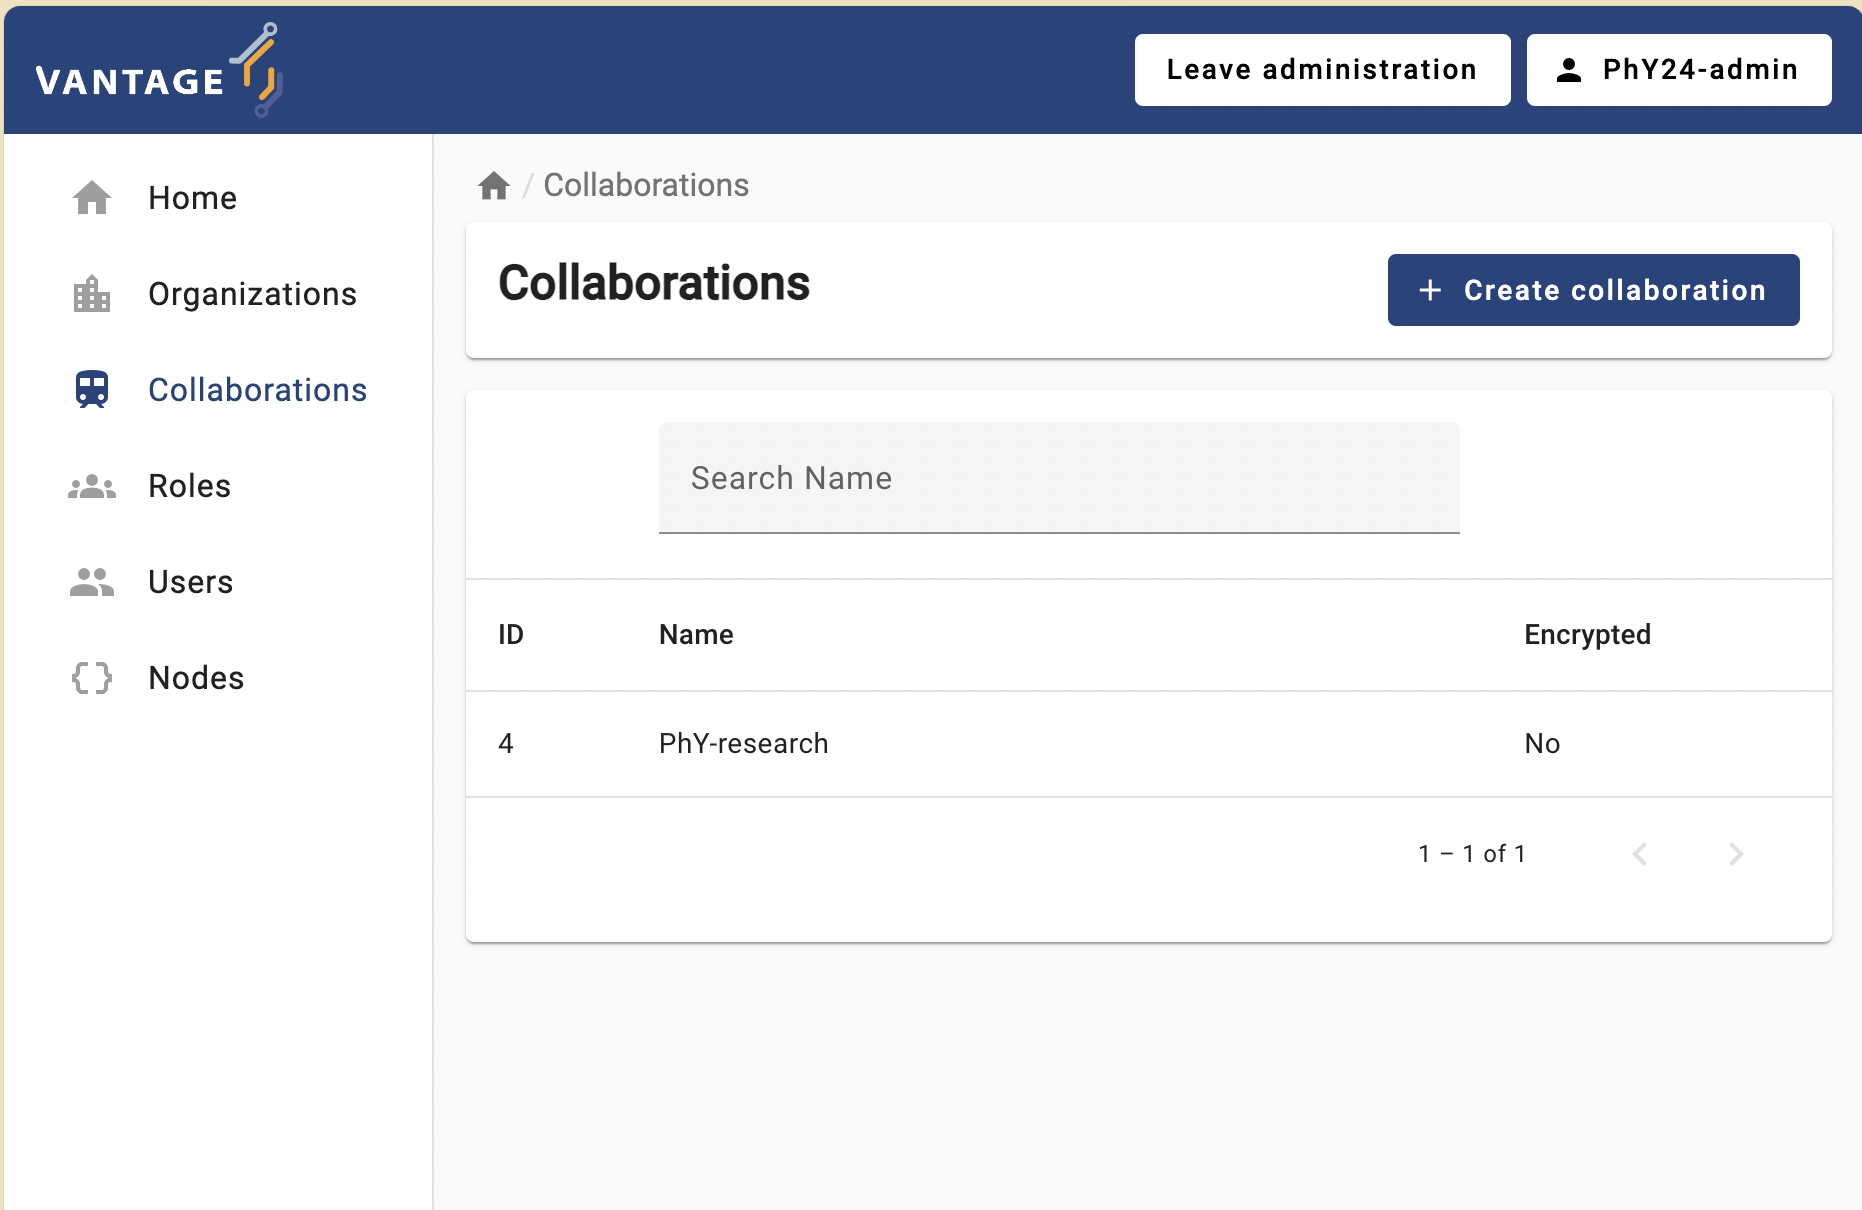 VANTAGE
Leave administration
PhY24-admin
Home
Organizations
Collaborations
Roles
Users
Nodes
/ Collaborations
Collaborations
+ Create collaboration
Search Name
ID Name Encrypted
4 PhY-research No
1 – 1 of 1